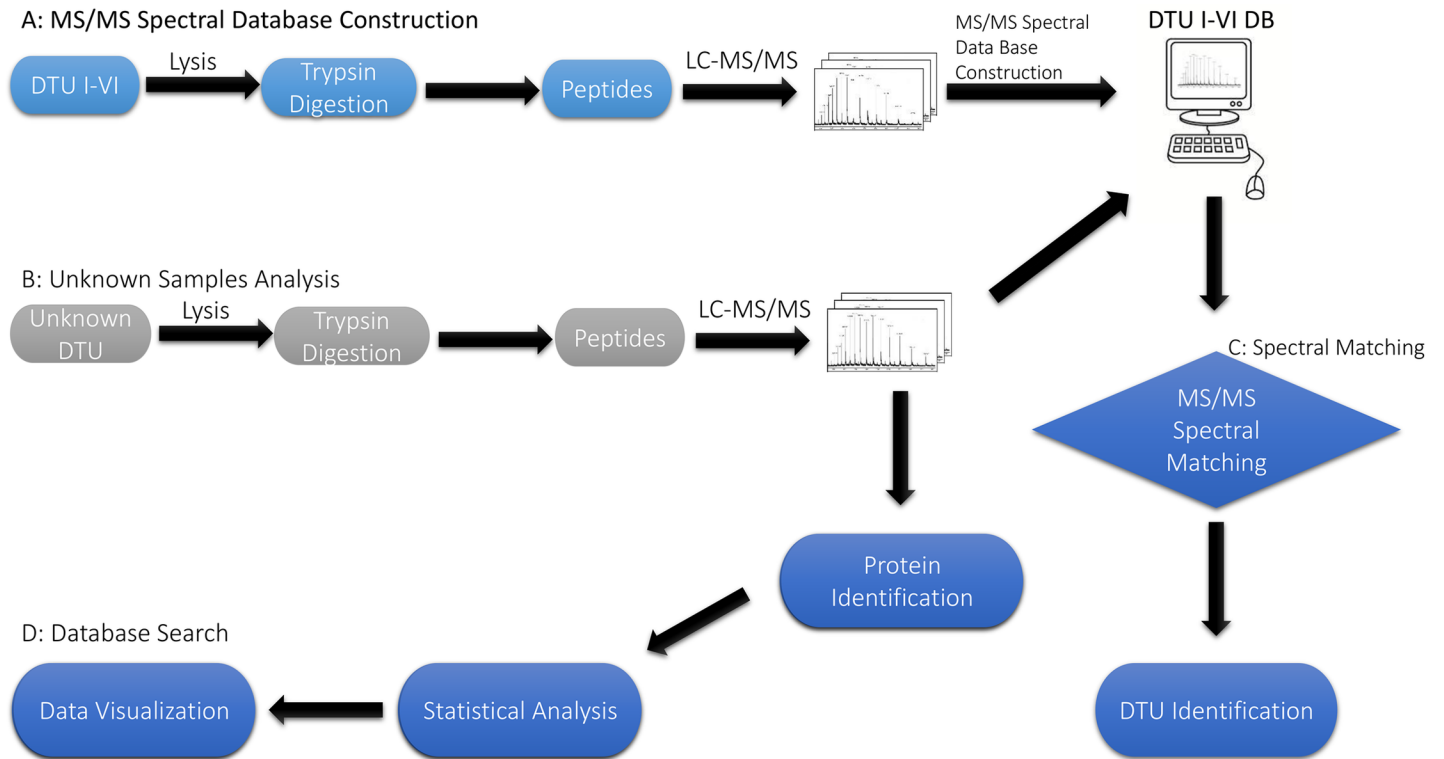 A: MS/MS Spectral Database Construction
DTU I-VI
Lysis
Trypsin
Digestion
Peptides
LC-MS/MS
MS/MS Spectral
Data Base
Construction
DTU I-VI DB
B: Unknown Samples Analysis
Unknown
DTU
Lysis
Trypsin
Digestion
Peptides
LC-MS/MS
C: Spectral Matching
MS/MS
Spectral
Matching
Protein
Identification
D: Database Search
Data Visualization
Statistical Analysis
DTU Identification